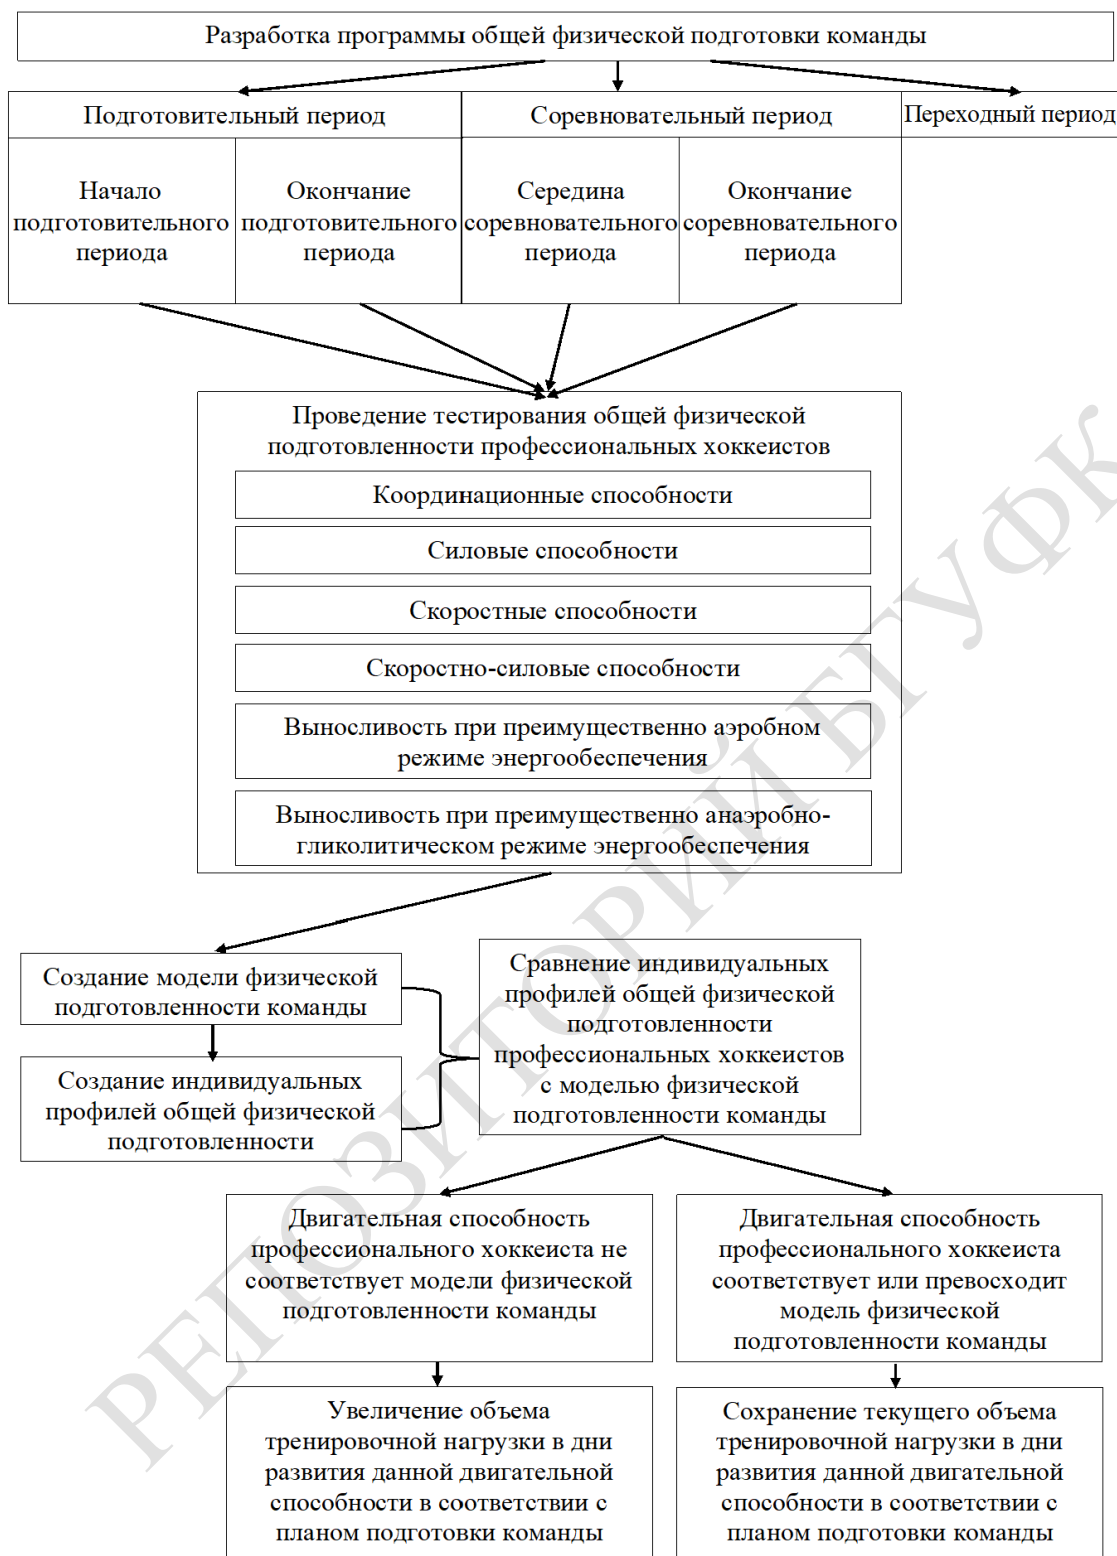 Разработка программы общей физической подготовки команды
Подготовительный период
Соревновательный период
Переходный период
Начало
подготовительного
периода
Окончание
подготовительного
периода
Середина
соревновательного
периода
Окончание
соревновательного
периода
Проведение тестирования общей физической
подготовленности профессиональных хоккеистов
Координационные способности
Силовые способности
Скоростные способности
Скоростно-силовые способности
Выносливость при преимущественно аэробном
режиме энергообеспечения
Выносливость при преимущественно анаэробно-
гликолитическом режиме энергообеспечения
Создание модели физической
подготовленности команды
Создание индивидуальных
профилей общей физической
подготовленности
Сравнение индивидуальных
профилей общей физической
подготовленности
профессиональных хоккеистов
с моделью физической
подготовленности команды
Двигательная способность
профессионального хоккеиста не
соответствует модели физической
подготовленности команды
Двигательная способность
профессионального хоккеиста
соответствует или превосходит
модель физической
подготовленности команды
Увеличение объема
тренировочной нагрузки в дни
развития данной двигательной
способности в соответствии с
планом подготовки команды
Сохранение текущего объема
тренировочной нагрузки в дни
развития данной двигательной
способности в соответствии с
планом подготовки команды
РЕПОЗИТОРИЙ БГУФК